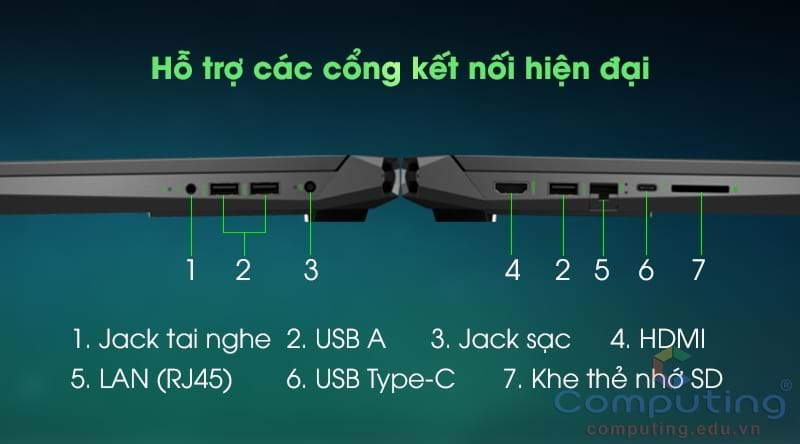 Hỗ trợ các cổng kết nối hiện đại
1 2 3 4 2 5 6 7
1. Jack tai nghe 2. USB A 3. Jack sạc 4. HDMI
5. LAN (RJ45) 6. USB Type-C 7. Khe thẻ nhớ SD
Computing®
computing.edu.vn